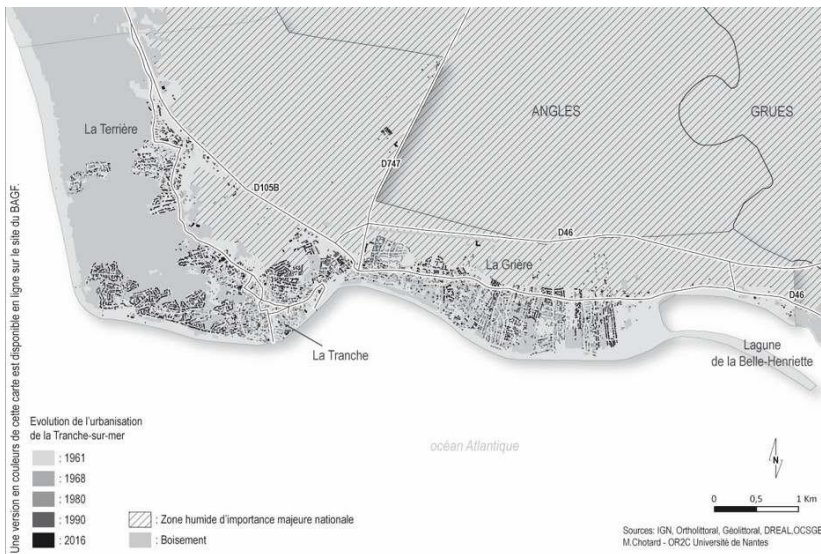 Une version en couleurs de cette carte est disponible en ligne sur le site du BAGF.
La Terrière
ANGLES
GRUES
D747
D105B
D46
La Grière
D46
La Tranche
Lagune
de la Belle-Henriette
océan Atlantique
Evolution de l'urbanisation
de la Tranche-sur-mer
: 1961
: 1968
: 1980
: 1990
: 2016
: Zone humide d'importance majeure nationale
: Boisement
N
0 0,5 1 Km
Sources: IGN, Ortholittoral, Géolittoral, DREAL,OCSGE
M.Chotard - OR2C Université de Nantes